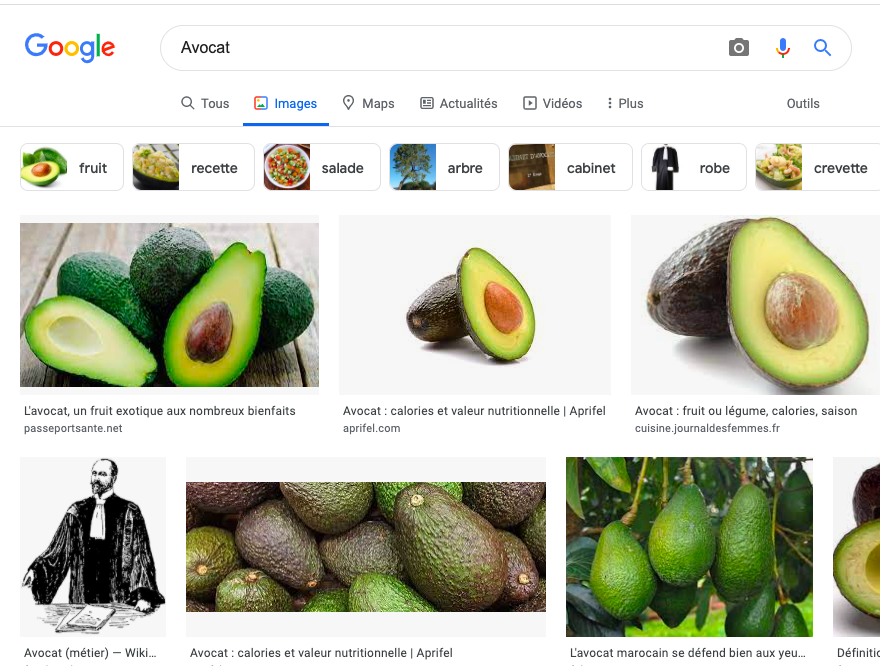 Google
Avocat
Tous
Images
Maps
Actualités
Vidéos
Plus
Outils
fruit
recette
salade
arbre
cabinet
robe
crevette
L'avocat, un fruit exotique aux nombreux bienfaits
passeportsante.net
Avocat : calories et valeur nutritionnelle | Aprifel
aprifel.com
Avocat : fruit ou légume, calories, saison
cuisine.journaldesfemmes.fr
Avocat (métier) — Wiki...
Avocat : calories et valeur nutritionnelle | Aprifel
L'avocat marocain se défend bien aux yeu...